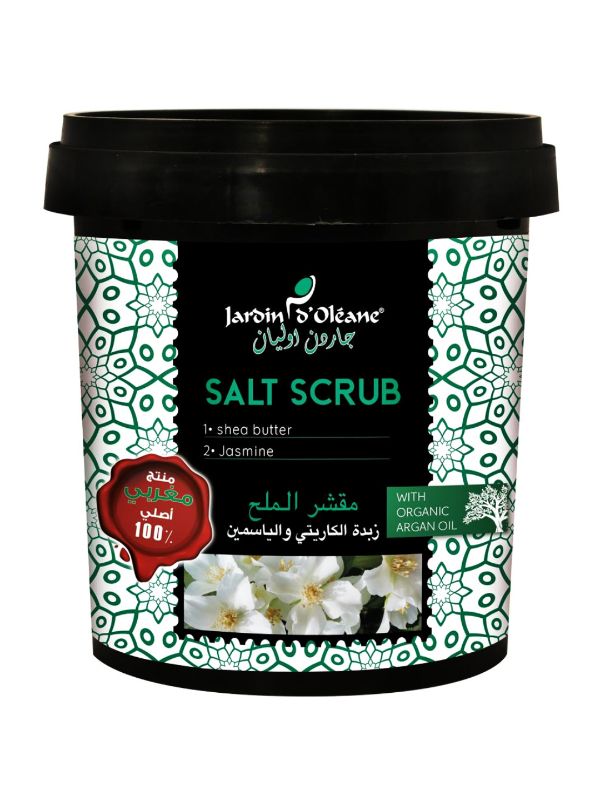 Jardin d'Oléane®
جاردن اوليان
SALT SCRUB
1• shea butter
2• Jasmine
مقشر الملح
زبدة الكاريتي والياسمين
منتج
مغربي
أصلي
100%
WITH
ORGANIC
ARGAN OIL